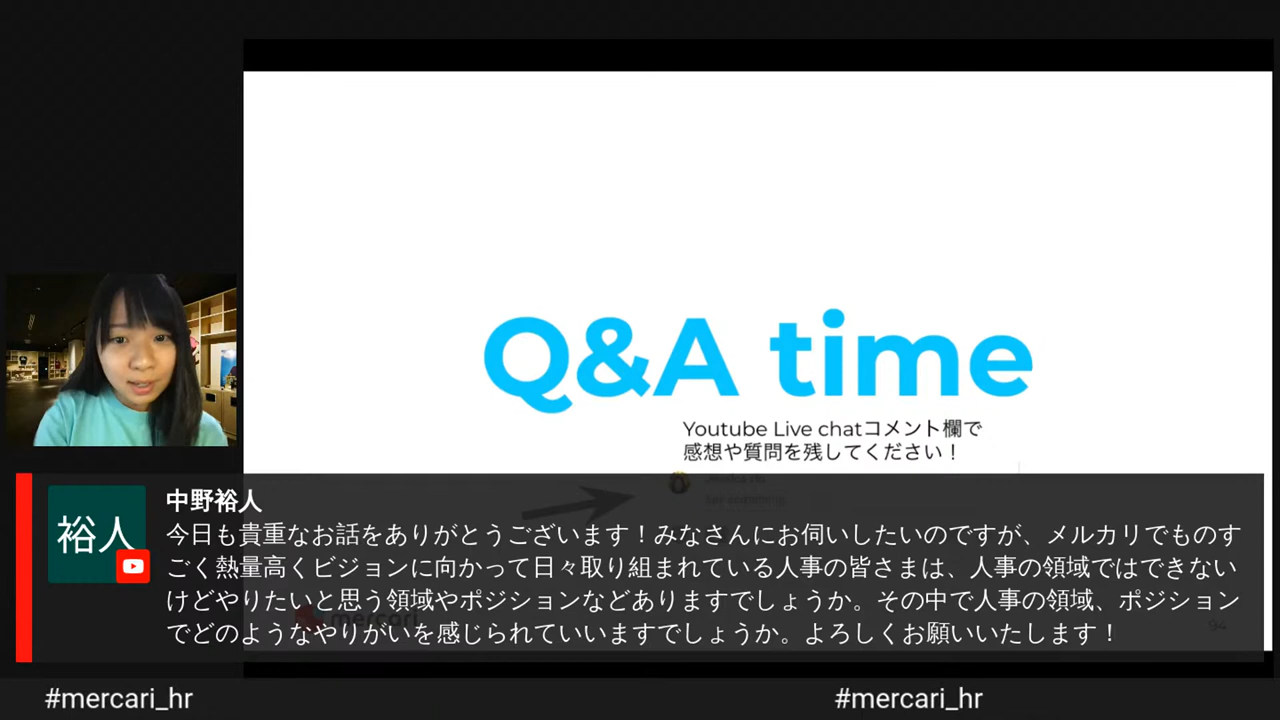 Q&A time
Youtube Live chatコメント欄で
感想や質問を残してください！
裕人
中野裕人
今日も貴重なお話をありがとうございます！みなさんにお伺いしたいのですが、メルカリでものす
ごく熱量高くビジョンに向かって日々取り組まれている人事の皆さまは、人事の領域ではできない
けどやりたいと思う領域やポジションなどありますでしょうか。その中で人事の領域、ポジション
でどのようなやりがいを感じられていいますでしょうか。よろしくお願いいたします！
mercari
94
#mercari_hr
#mercari_hr